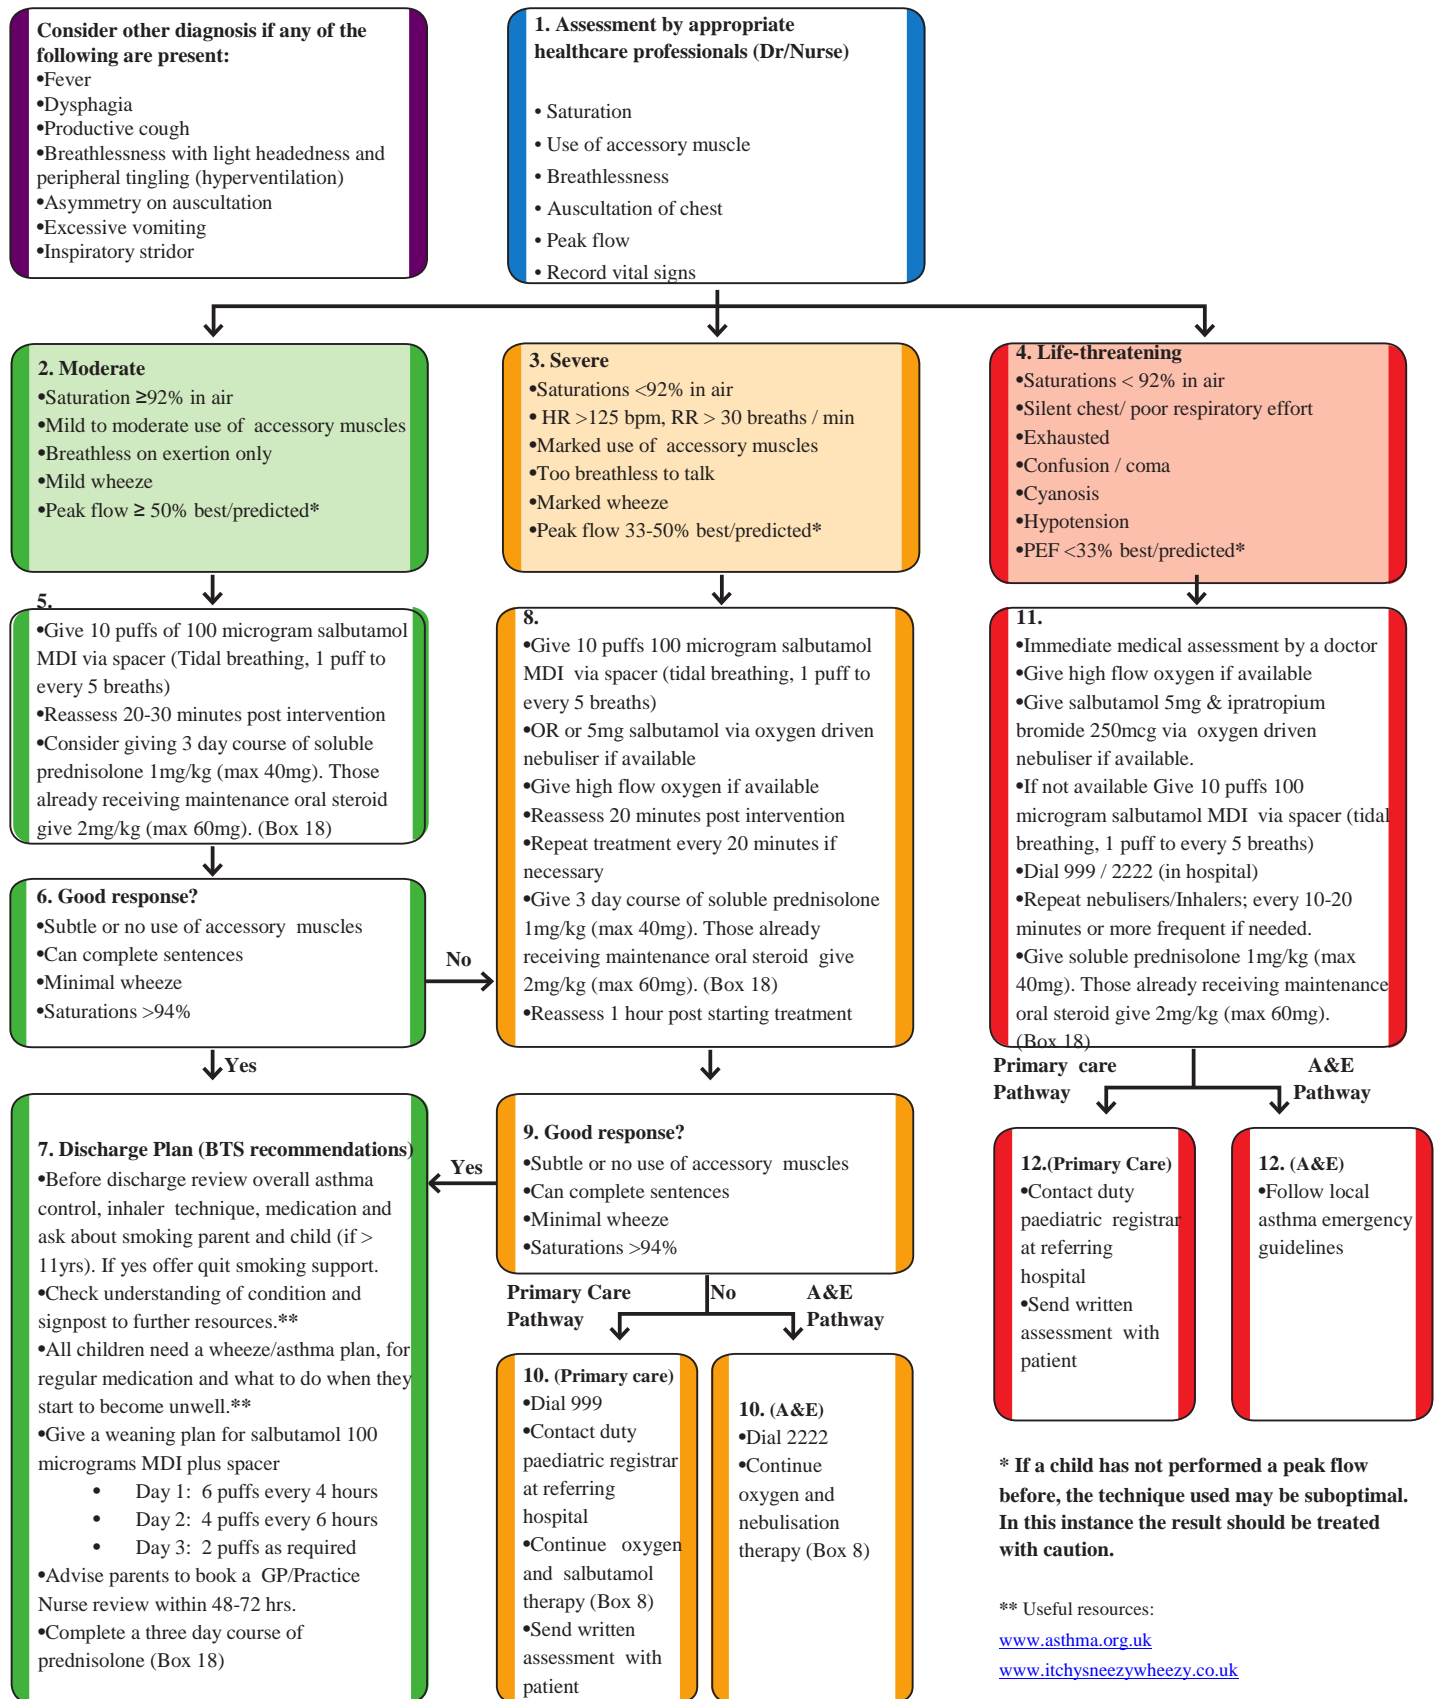 Consider other diagnosis if any of the
following are present:
•Fever
•Dysphagia
•Productive cough
•Breathlessness with light headedness and
peripheral tingling (hyperventilation)
•Asymmetry on auscultation
•Excessive vomiting
•Inspiratory stridor
1. Assessment by appropriate
healthcare professionals (Dr/Nurse)
• Saturation
• Use of accessory muscle
• Breathlessness
• Auscultation of chest
• Peak flow
• Record vital signs
2. Moderate
•Saturation ≥92% in air
•Mild to moderate use of accessory muscles
•Breathless on exertion only
•Mild wheeze
•Peak flow ≥ 50% best/predicted*
3. Severe
•Saturations <92% in air
• HR >125 bpm, RR > 30 breaths / min
•Marked use of accessory muscles
•Too breathless to talk
•Marked wheeze
•Peak flow 33-50% best/predicted*
4. Life-threatening
•Saturations < 92% in air
•Silent chest/ poor respiratory effort
•Exhausted
•Confusion / coma
•Cyanosis
•Hypotension
•PEF <33% best/predicted*
5.
•Give 10 puffs of 100 microgram salbutamol
MDI via spacer (Tidal breathing, 1 puff to
every 5 breaths)
•Reassess 20-30 minutes post intervention
•Consider giving 3 day course of soluble
prednisolone 1mg/kg (max 40mg). Those
already receiving maintenance oral steroid
give 2mg/kg (max 60mg). (Box 18)
6. Good response?
•Subtle or no use of accessory muscles
•Can complete sentences
•Minimal wheeze
•Saturations >94%
No
Yes
7. Discharge Plan (BTS recommendations)
•Before discharge review overall asthma
control, inhaler technique, medication and
ask about smoking parent and child (if >
11yrs). If yes offer quit smoking support.
•Check understanding of condition and
signpost to further resources.**
•All children need a wheeze/asthma plan, for
regular medication and what to do when they
start to become unwell.**
•Give a weaning plan for salbutamol 100
micrograms MDI plus spacer
• Day 1: 6 puffs every 4 hours
• Day 2: 4 puffs every 6 hours
• Day 3: 2 puffs as required
•Advise parents to book a GP/Practice
Nurse review within 48-72 hrs.
•Complete a three day course of
prednisolone (Box 18)
8.
•Give 10 puffs 100 microgram salbutamol
MDI via spacer (tidal breathing, 1 puff to
every 5 breaths)
•OR or 5mg salbutamol via oxygen driven
nebuliser if available
•Give high flow oxygen if available
•Reassess 20 minutes post intervention
•Repeat treatment every 20 minutes if
necessary
•Give 3 day course of soluble prednisolone
1mg/kg (max 40mg). Those already
receiving maintenance oral steroid give
2mg/kg (max 60mg). (Box 18)
•Reassess 1 hour post starting treatment
9. Good response?
•Subtle or no use of accessory muscles
•Can complete sentences
•Minimal wheeze
•Saturations >94%
Yes
Primary Care
Pathway
No
A&E
Pathway
10. (Primary care)
•Dial 999
•Contact duty
paediatric registrar
at referring
hospital
•Continue oxygen
and salbutamol
therapy (Box 8)
•Send written
assessment with
patient
10. (A&E)
•Dial 2222
•Continue
oxygen and
nebulisation
therapy (Box 8)
11.
•Immediate medical assessment by a doctor
•Give high flow oxygen if available
•Give salbutamol 5mg & ipratropium
bromide 250mcg via oxygen driven
nebuliser if available.
•If not available Give 10 puffs 100
microgram salbutamol MDI via spacer (tidal
breathing, 1 puff to every 5 breaths)
•Dial 999 / 2222 (in hospital)
•Repeat nebulisers/Inhalers; every 10-20
minutes or more frequent if needed.
•Give soluble prednisolone 1mg/kg (max
40mg). Those already receiving maintenance
oral steroid give 2mg/kg (max 60mg).
(Box 18)
Primary care
Pathway
A&E
Pathway
12.(Primary Care)
•Contact duty
paediatric registrar
at referring
hospital
•Send written
assessment with
patient
12. (A&E)
•Follow local
asthma emergency
guidelines
* If a child has not performed a peak flow
before, the technique used may be suboptimal.
In this instance the result should be treated
with caution.
** Useful resources:
www.asthma.org.uk
www.itchysneezywheezy.co.uk